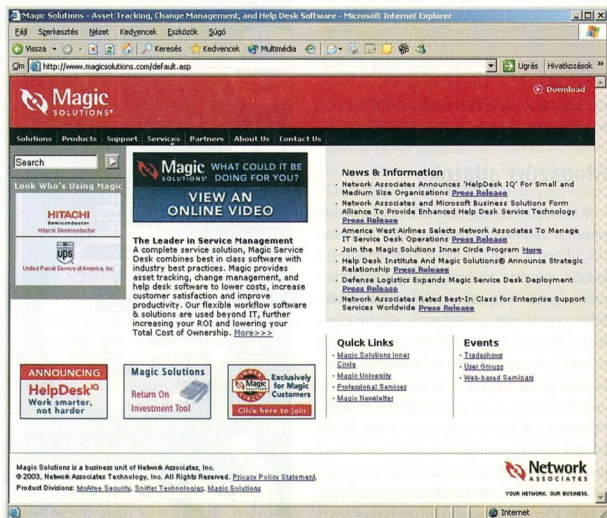 Magic Solutions - Asset Tracking, Change Management, and Help Desk Software - Microsoft Internet Explorer
Fájl Szerkesztés Nézet Kedvencek Eszközök Súgó
Vissza Keresés Kedvencek Multimédia
Cím http://www.magicsolutions.com/default.asp Ugrás Hivatkozások »
Magic
SOLUTIONS®
Download
Solutions Products Support Services Partners About Us Contact Us
Search
Look Who's Using Magic
HITACHI
Semiconductor
Hitachi Semiconductor
ups
United Parcel Service of America, Inc.
Magic
SOLUTIONS®
WHAT COULD IT BE
DOING FOR YOU?
VIEW AN
ONLINE VIDEO
The Leader in Service Management
A complete service solution, Magic Service
Desk combines best in class software with
industry best practices. Magic provides
asset tracking, change management, and
help desk software to lower costs, increase
customer satisfaction and improve
productivity. Our flexible workflow software
& solutions are used beyond IT, further
increasing your ROI and lowering your
Total Cost of Ownership. More>>>
News & Information
· Network Associates Announces 'HelpDesk IQ' For Small and
Medium Size Organizations Press Release
· Network Associates and Microsoft Business Solutions Form
Alliance To Provide Enhanced Help Desk Service Technology
Press Release
· America West Airlines Selects Network Associates To Manage
IT Service Desk Operations Press Release
· Join the Magic Solutions Inner Circle Program More
· Help Desk Institute And Magic Solutions® Announce Strategic
Relationship Press Release
· Defense Logistics Expands Magic Service Desk Deployment
Press Release
· Network Associates Rated Best-In Class for Enterprise Support
Services Worldwide Press Release
Quick Links
· Magic Solutions Inner
Circle
· Magic University
· Professional Services
· Magic Newsletter
Events
· Tradeshows
· User Groups
· Web-based Seminars
ANNOUNCING
HelpDesk IQ
Work smarter,
not harder
Magic Solutions
Return On
Investment Tool
INNER
Magic
CIRCLE
Exclusively
for Magic
Customers
Click here to join
Magic Solutions is a business unit of Network Associates, Inc.
© 2003, Network Associates Technology, Inc. All Rights Reserved. Privacy Policy Statement.
Product Divisions: McAfee Security, Sniffer Technologies, Magic Solutions
Network
ASSOCIATES
YOUR NETWORK. OUR BUSINESS.
Internet